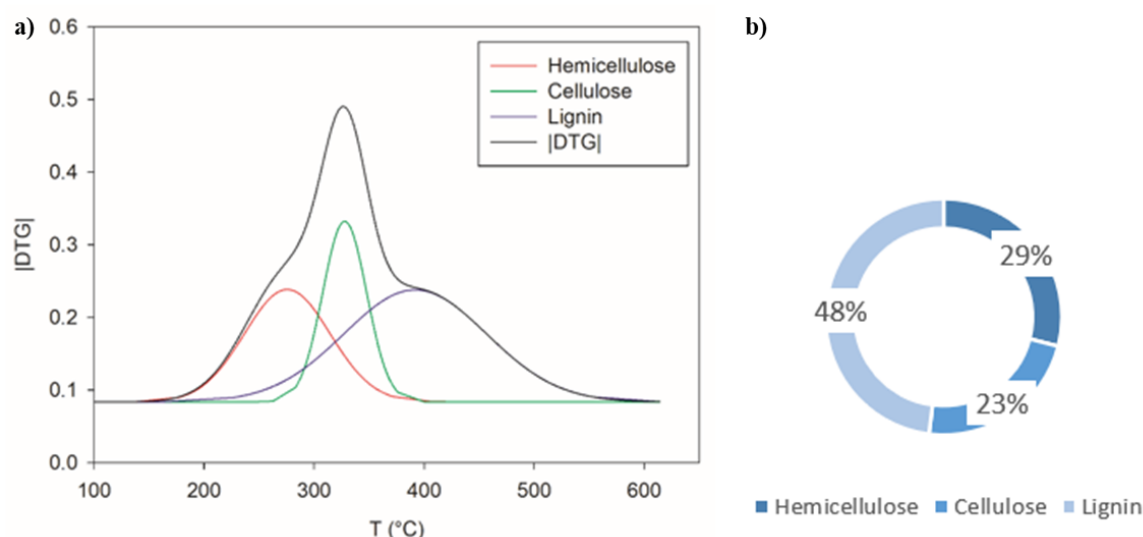 a)
0.6
0.5
0.4
0.3
0.2
0.1
0.0
|DTG|
Hemicellulose
Cellulose
Lignin
|DTG|
100 200 300 400 500 600
T (°C)
b)
29%
48%
23%
Hemicellulose Cellulose Lignin